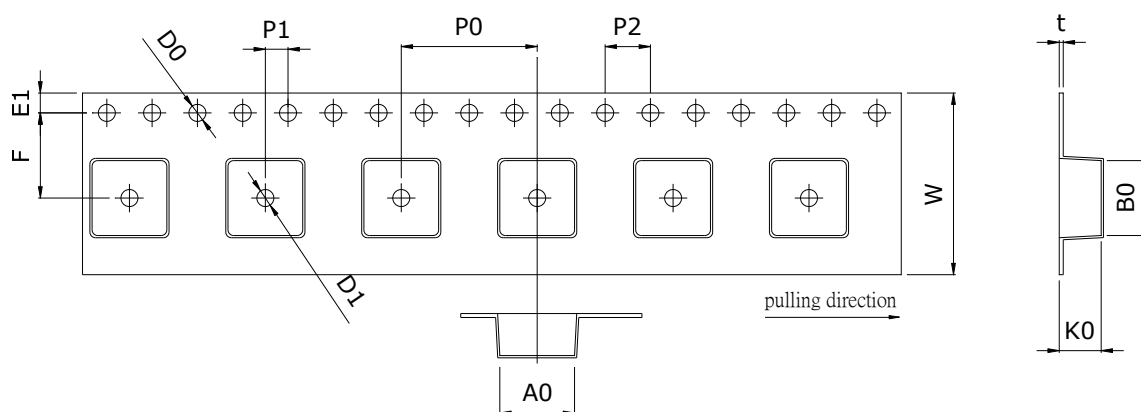 P1
P0
P2
t
D0
E1
F
W
B0
D1
pulling direction
K0
A0